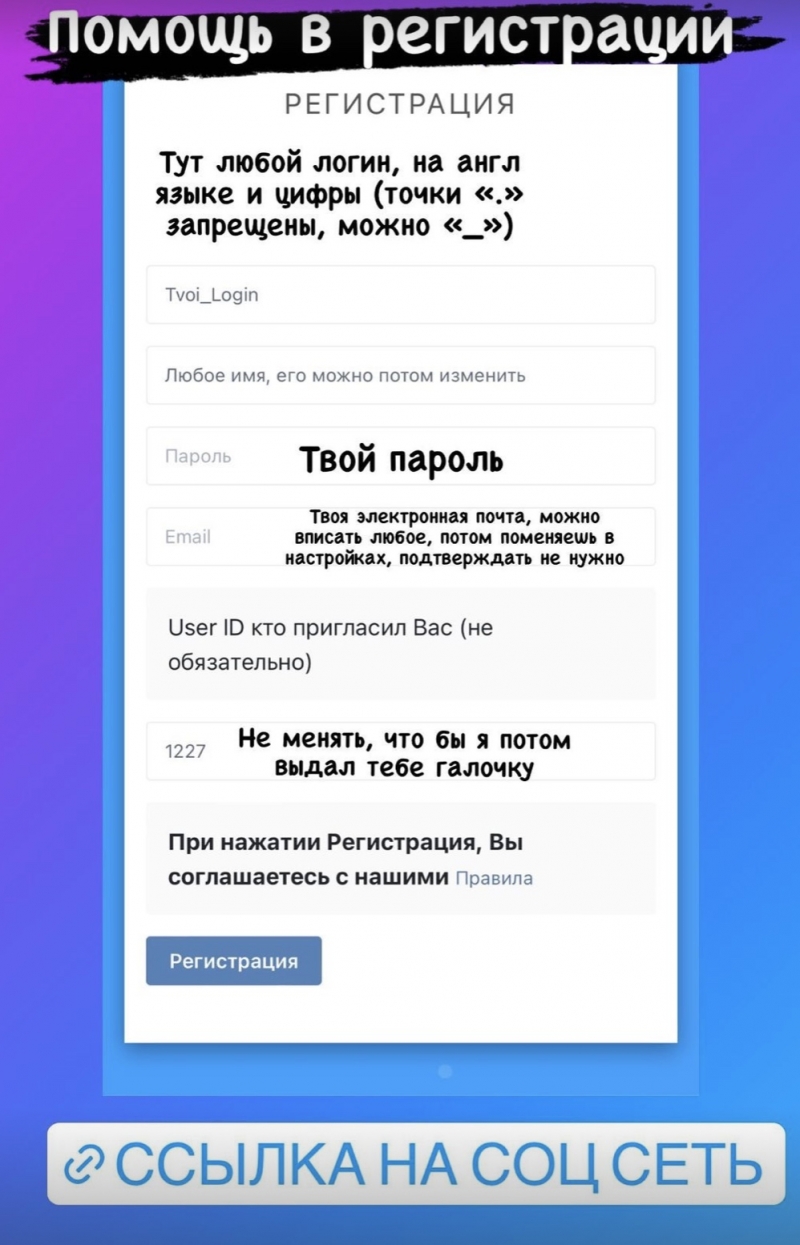 Помощь в регистрации
РЕГИСТРАЦИЯ
Тут любой логин, на англ
языке и цифры (точки «.»
запрещены, можно «_»)
Tvoi_Login
Любое имя, его можно потом изменить
Пароль Твой пароль
Твоя электронная почта, можно
Email вписать любое, потом поменяешь в
настройках, подтверждать не нужно
User ID кто пригласил Вас (не
обязательно)
1227 Не менять, что бы я потом
выдал тебе галочку
При нажатии Регистрация, Вы
соглашаетесь с нашими Правила
Регистрация
ССЫЛКА НА СОЦ СЕТЬ